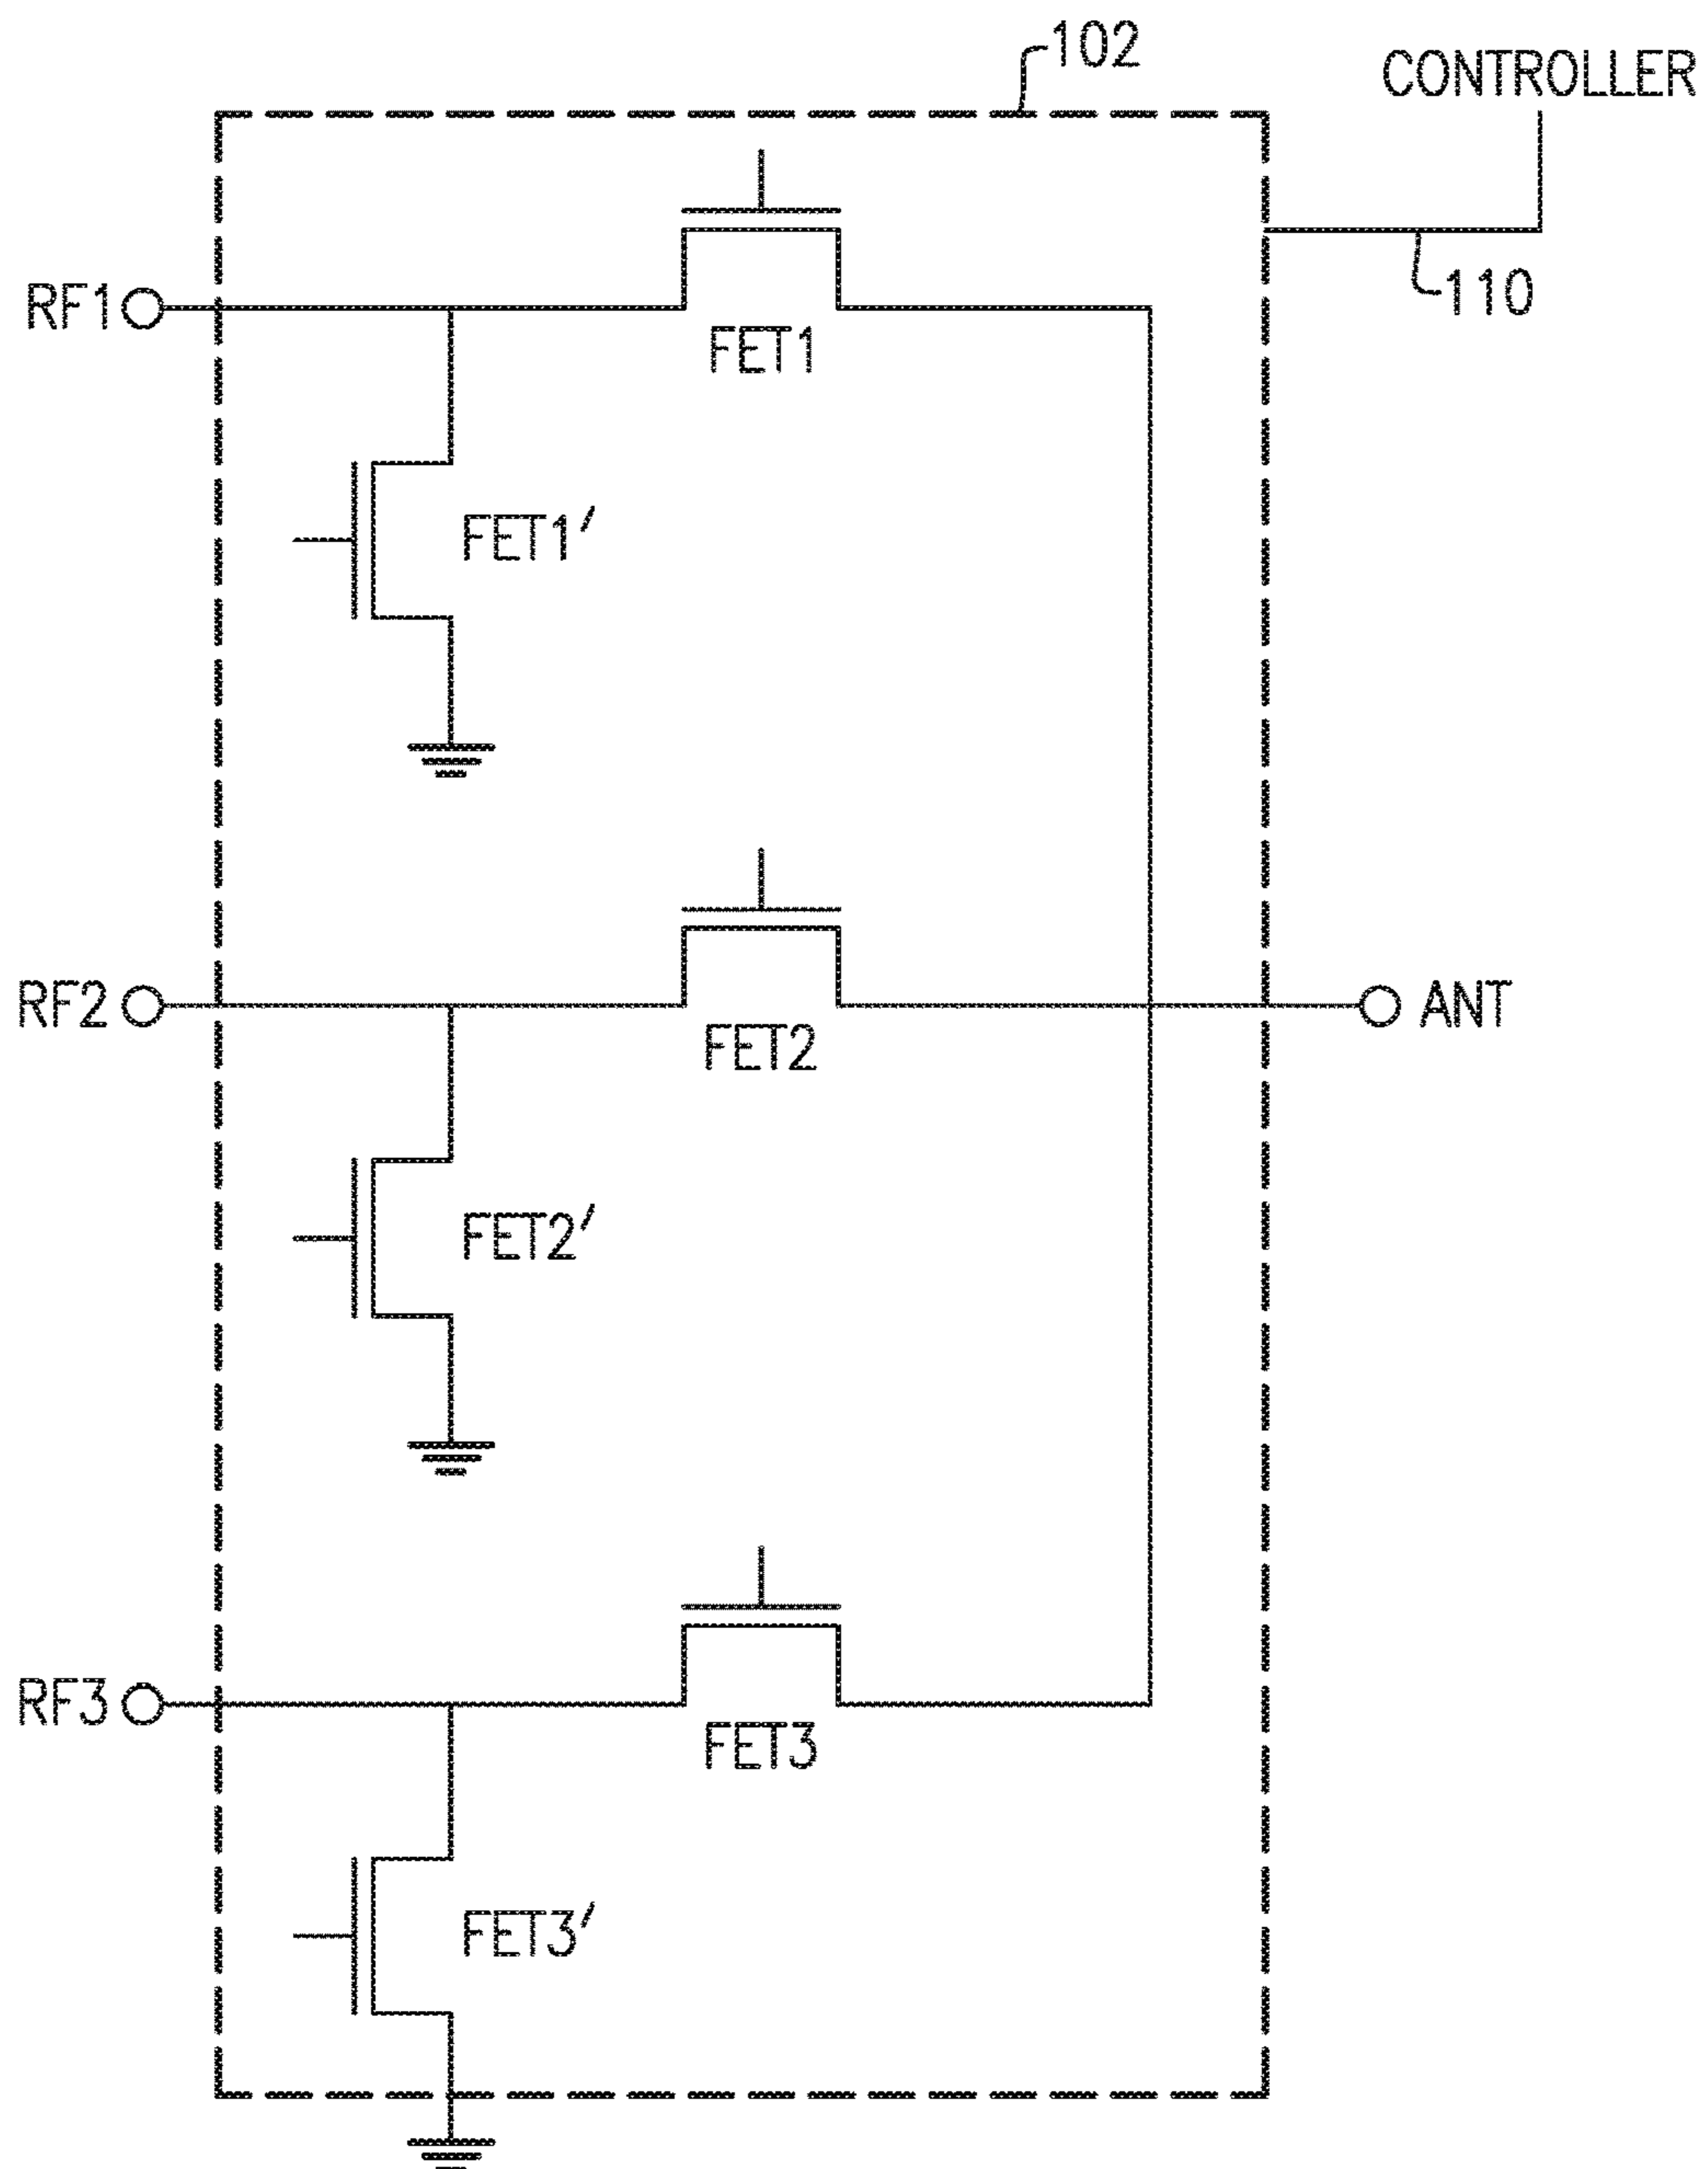 102
CONTROLLER
110
RF1
FET1
FET1′
RF2
FET2
ANT
FET2′
RF3
FET3
FET3′